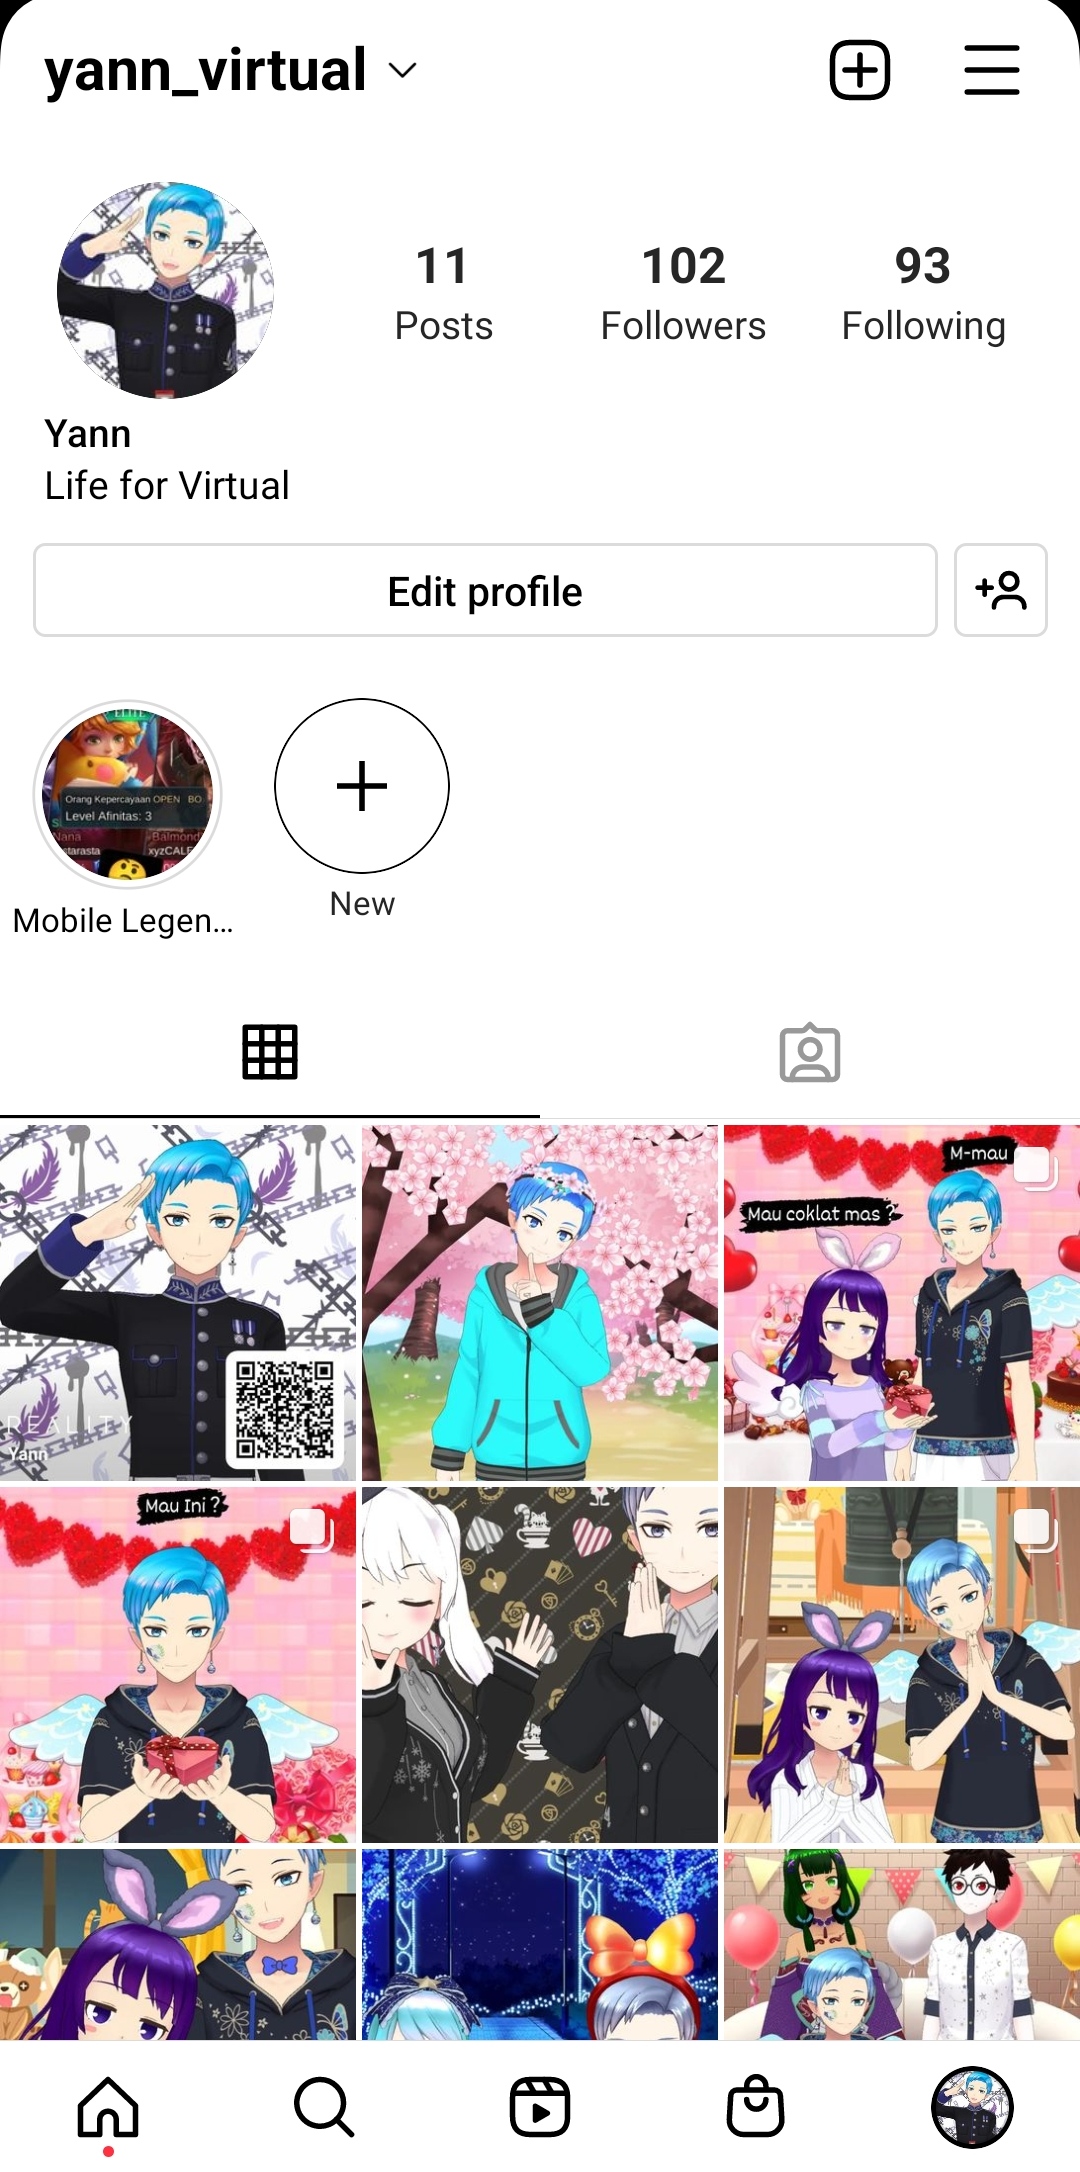 yann_virtual
11
102
93
Posts
Followers
Following
Yann
Life for Virtual
Edit profile
ELITE
Orang Kepercayaan OPEN BO
Level Afinitas: 3
Nana
Balmond
starasta
xyzCALE
Mobile Legen...
New
REALITY
Yann
M-mau
Mau coklat mas ?
Mau Ini ?